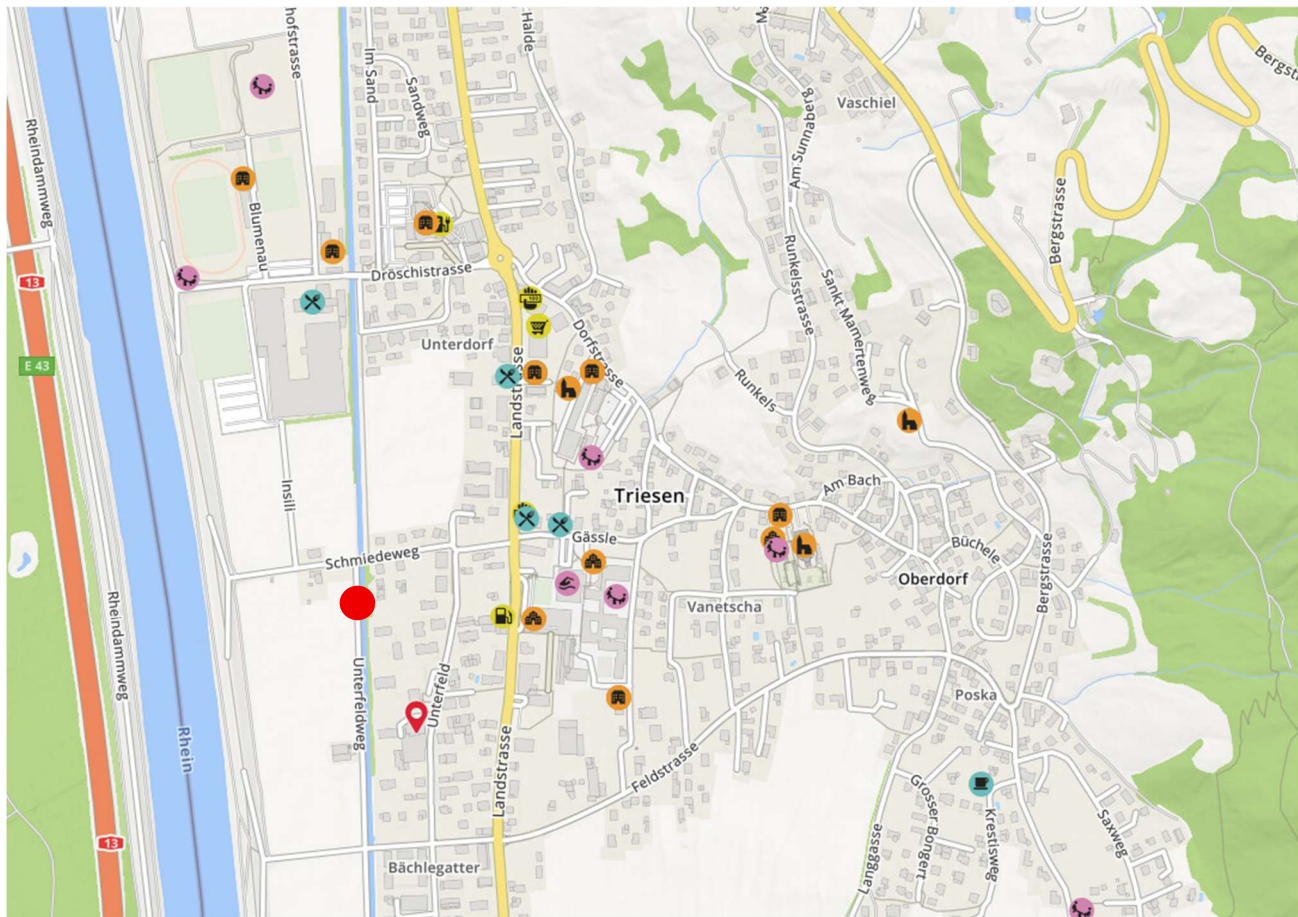 hofstrasse
Halde
Bergstr
Im Sand
Sandweg
Vaschiel
Rheindammweg
Am Sunnaberg
Bergstrasse
Blumenau
Runkelsstrasse
13
Dröschistrasse
Sankt Mamertenweg
Unterdorf
Dorfstrasse
E 43
Landstrasse
Runkels
Insill
Triesen
Am Bach
Gässle
Schmiedeweg
Büchele
Oberdorf
Bergstrasse
Vanetscha
Rheindammweg
Unterfeldweg
Unterfeld
Poska
Rhein
Landstrasse
Feldstrasse
Grosser Bongert
Krestisweg
Saxweg
13
Langgasse
Bächlegatter